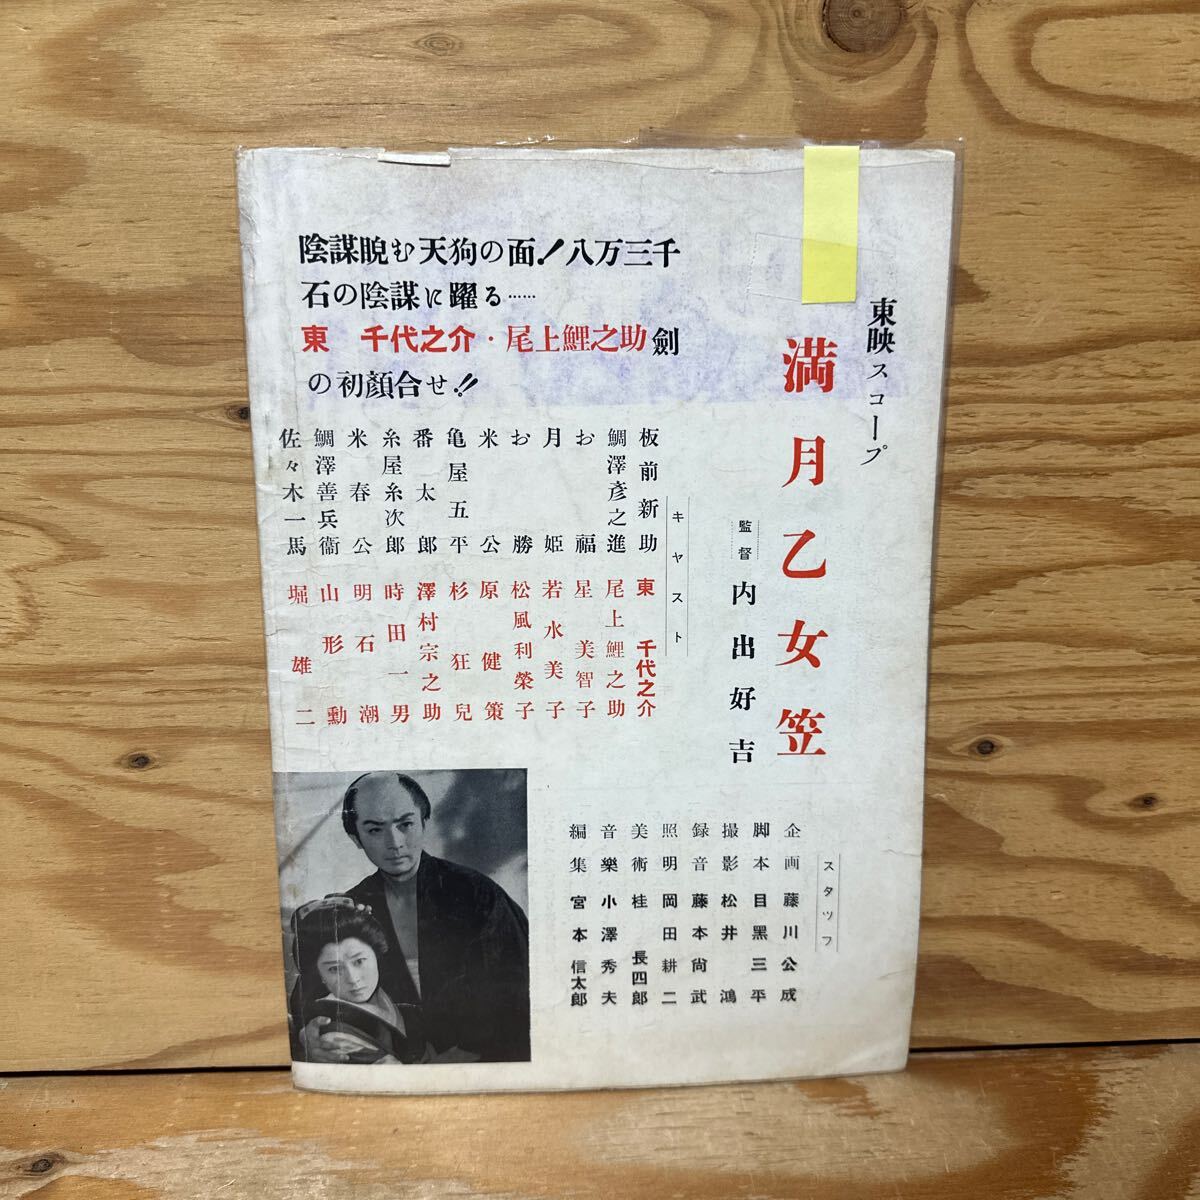 陰謀睨む天狗の面!八万三千
石の陰謀に躍る……
東 千代之介・尾上鯉之助劍
の初顔合せ!!
東映スコープ
満月乙女笠
監督 内出好吉
キャスト
板前新助 東 千代之介
鯛澤彦之進 尾上鯉之助
お福 星美智子
月姫 若水美子
お勝 松風利榮子
米公 原健策
亀屋五平 杉狂兒
番太郎 澤村宗之助
糸屋糸次郎 時田一男
米春公 明石潮
鯛澤善兵衞 山形勳
佐々木一馬 堀雄二
スタッフ
企画 藤川公成
脚本 目黑三平
撮影 松井鴻
録音 藤本尚武
照明 岡田耕二
美術 桂長四郎
音樂 小澤秀夫
編集 宮本信太郎